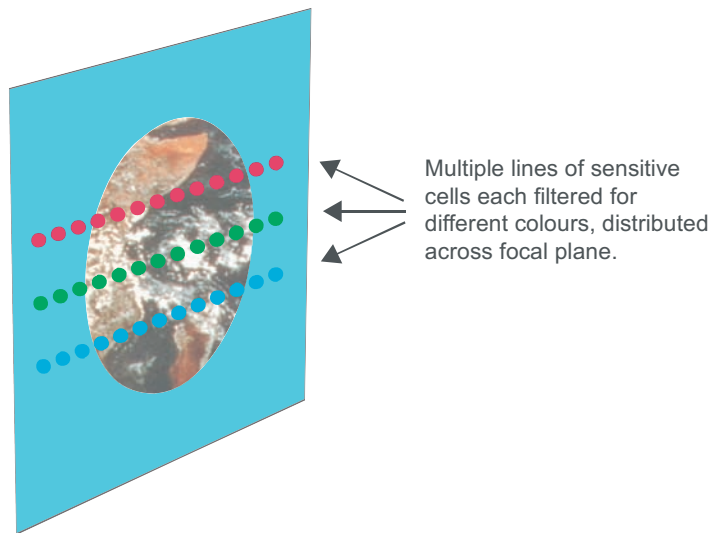 Multiple lines of sensitive
cells each filtered for
different colours, distributed
across focal plane.